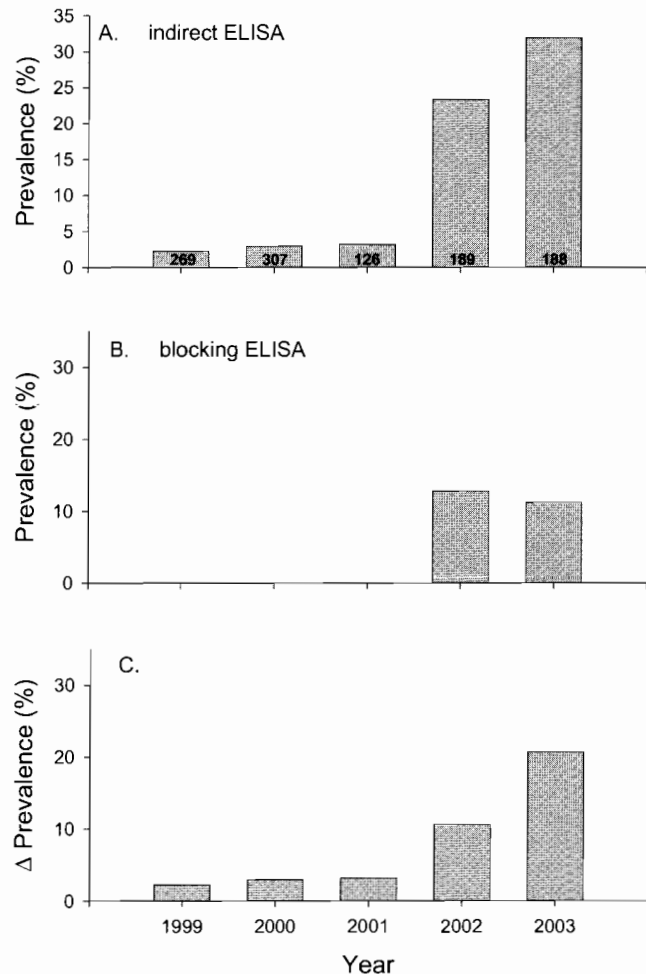 A. indirect ELISA
Prevalence (%)
35
30
25
20
15
10
5
0
269 307 126 189 188
B. blocking ELISA
Prevalence (%)
30
20
10
0
C.
Δ Prevalence (%)
30
20
10
0
1999 2000 2001 2002 2003
Year